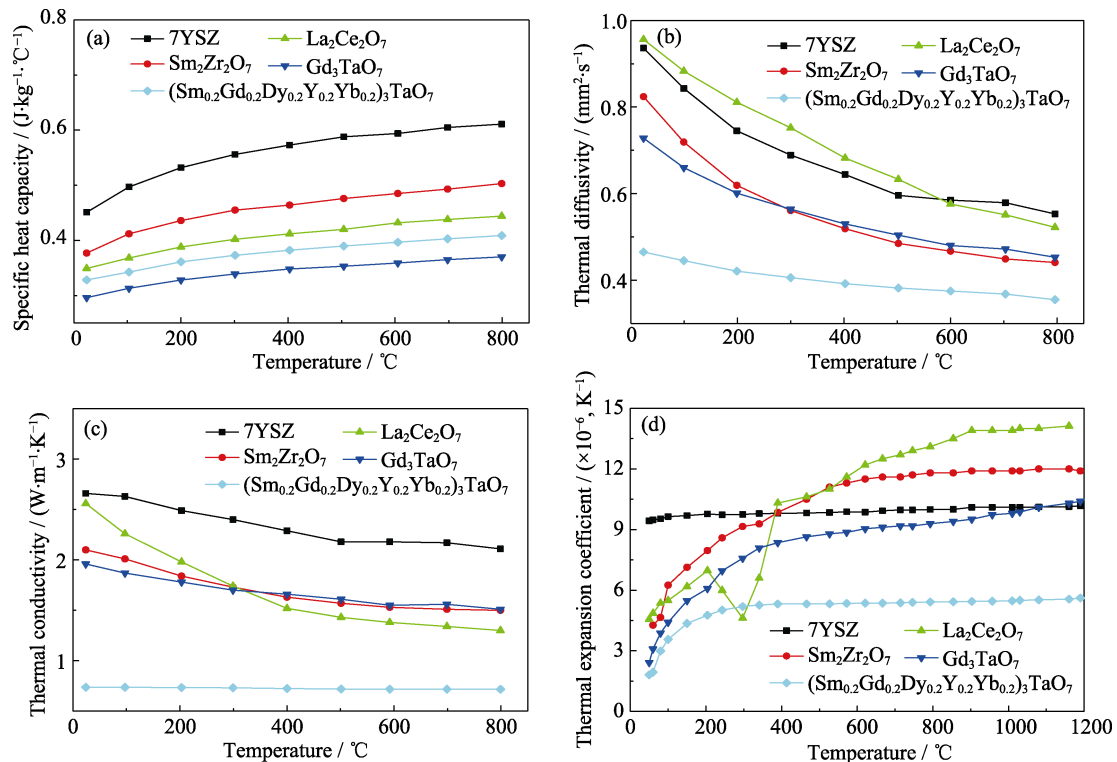 (a)
7YSZ
La₂Ce₂O₇
Sm₂Zr₂O₇
Gd₃TaO₇
(Sm₀.₂Gd₀.₂Dy₀.₂Y₀.₂Yb₀.₂)₃TaO₇
Specific heat capacity / (J·kg⁻¹·℃⁻¹)
0.8
0.6
0.4
0
200
400
600
800
Temperature / ℃
(b)
7YSZ
La₂Ce₂O₇
Sm₂Zr₂O₇
Gd₃TaO₇
(Sm₀.₂Gd₀.₂Dy₀.₂Y₀.₂Yb₀.₂)₃TaO₇
Thermal diffusivity / (mm²·s⁻¹)
1.0
0.8
0.6
0.4
0
200
400
600
800
Temperature / ℃
(c)
7YSZ
La₂Ce₂O₇
Sm₂Zr₂O₇
Gd₃TaO₇
(Sm₀.₂Gd₀.₂Dy₀.₂Y₀.₂Yb₀.₂)₃TaO₇
Thermal conductivity / (W·m⁻¹·K⁻¹)
3
2
1
0
200
400
600
800
Temperature / ℃
(d)
7YSZ
La₂Ce₂O₇
Sm₂Zr₂O₇
Gd₃TaO₇
(Sm₀.₂Gd₀.₂Dy₀.₂Y₀.₂Yb₀.₂)₃TaO₇
Thermal expansion coefficient / (×10⁻⁶, K⁻¹)
15
12
9
6
3
0
0
200
400
600
800
1000
1200
Temperature / ℃